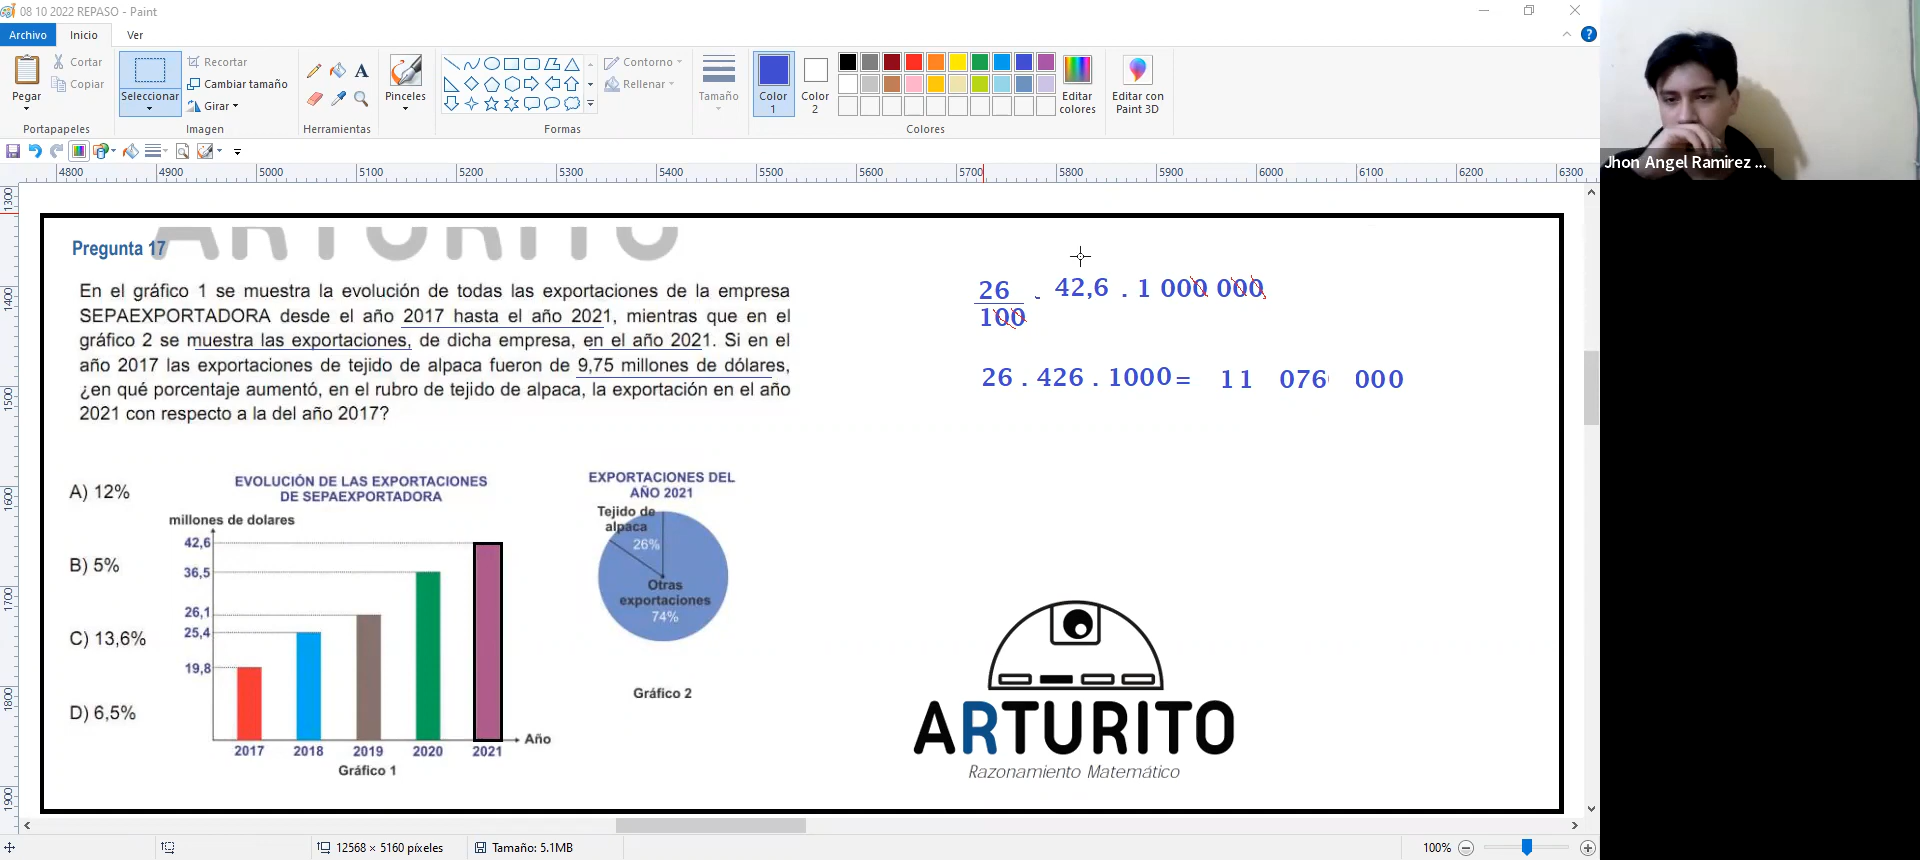 08 10 2022 REPASO - Paint
Archivo
Inicio
Ver
Pegar
Cortar
Copiar
Portapapeles
Seleccionar
Recortar
Cambiar tamaño
Girar
Imagen
Herramientas
Pinceles
Formas
Contorno
Rellenar
Tamaño
Color
1
Color
2
Editar
colores
Editar con
Paint 3D
Colores
4800 4900 5000 5100 5200 5300 5400 5500 5600 5700 5800 5900 6000 6100 6200 6300
1300
1400
1500
1600
1700
1800
1900
Jhon Angel Ramirez ...
ARTURITO
Pregunta 17
En el gráfico 1 se muestra la evolución de todas las exportaciones de la empresa
SEPAEXPORTADORA desde el año 2017 hasta el año 2021, mientras que en el
gráfico 2 se muestra las exportaciones, de dicha empresa, en el año 2021. Si en el
año 2017 las exportaciones de tejido de alpaca fueron de 9,75 millones de dólares,
¿en qué porcentaje aumentó, en el rubro de tejido de alpaca, la exportación en el año
2021 con respecto a la del año 2017?
A) 12%
B) 5%
C) 13,6%
D) 6,5%
EVOLUCIÓN DE LAS EXPORTACIONES
DE SEPAEXPORTADORA
millones de dolares
42,6
36,5
26,1
25,4
19,8
2017 2018 2019 2020 2021
Año
Gráfico 1
EXPORTACIONES DEL
AÑO 2021
Tejido de
alpaca
26%
Otras
exportaciones
74%
Gráfico 2
26
100
. 42,6 . 1 000 000
26 . 426 . 1000 = 11 076 000
ARTURITO
Razonamiento Matemático
12568 × 5160 píxeles
Tamaño: 5.1MB
100%